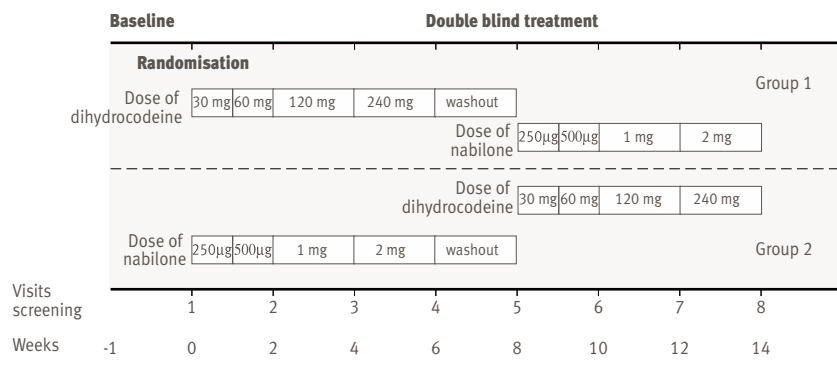 Baseline Double blind treatment
Randomisation
Group 1
Dose of
dihydrocodeine
30 mg 60 mg 120 mg 240 mg washout
Dose of
nabilone
250µg 500µg 1 mg 2 mg
Dose of
dihydrocodeine
30 mg 60 mg 120 mg 240 mg
Dose of
nabilone
250µg 500µg 1 mg 2 mg washout
Group 2
Visits
screening
1 2 3 4 5 6 7 8
Weeks -1 0 2 4 6 8 10 12 14